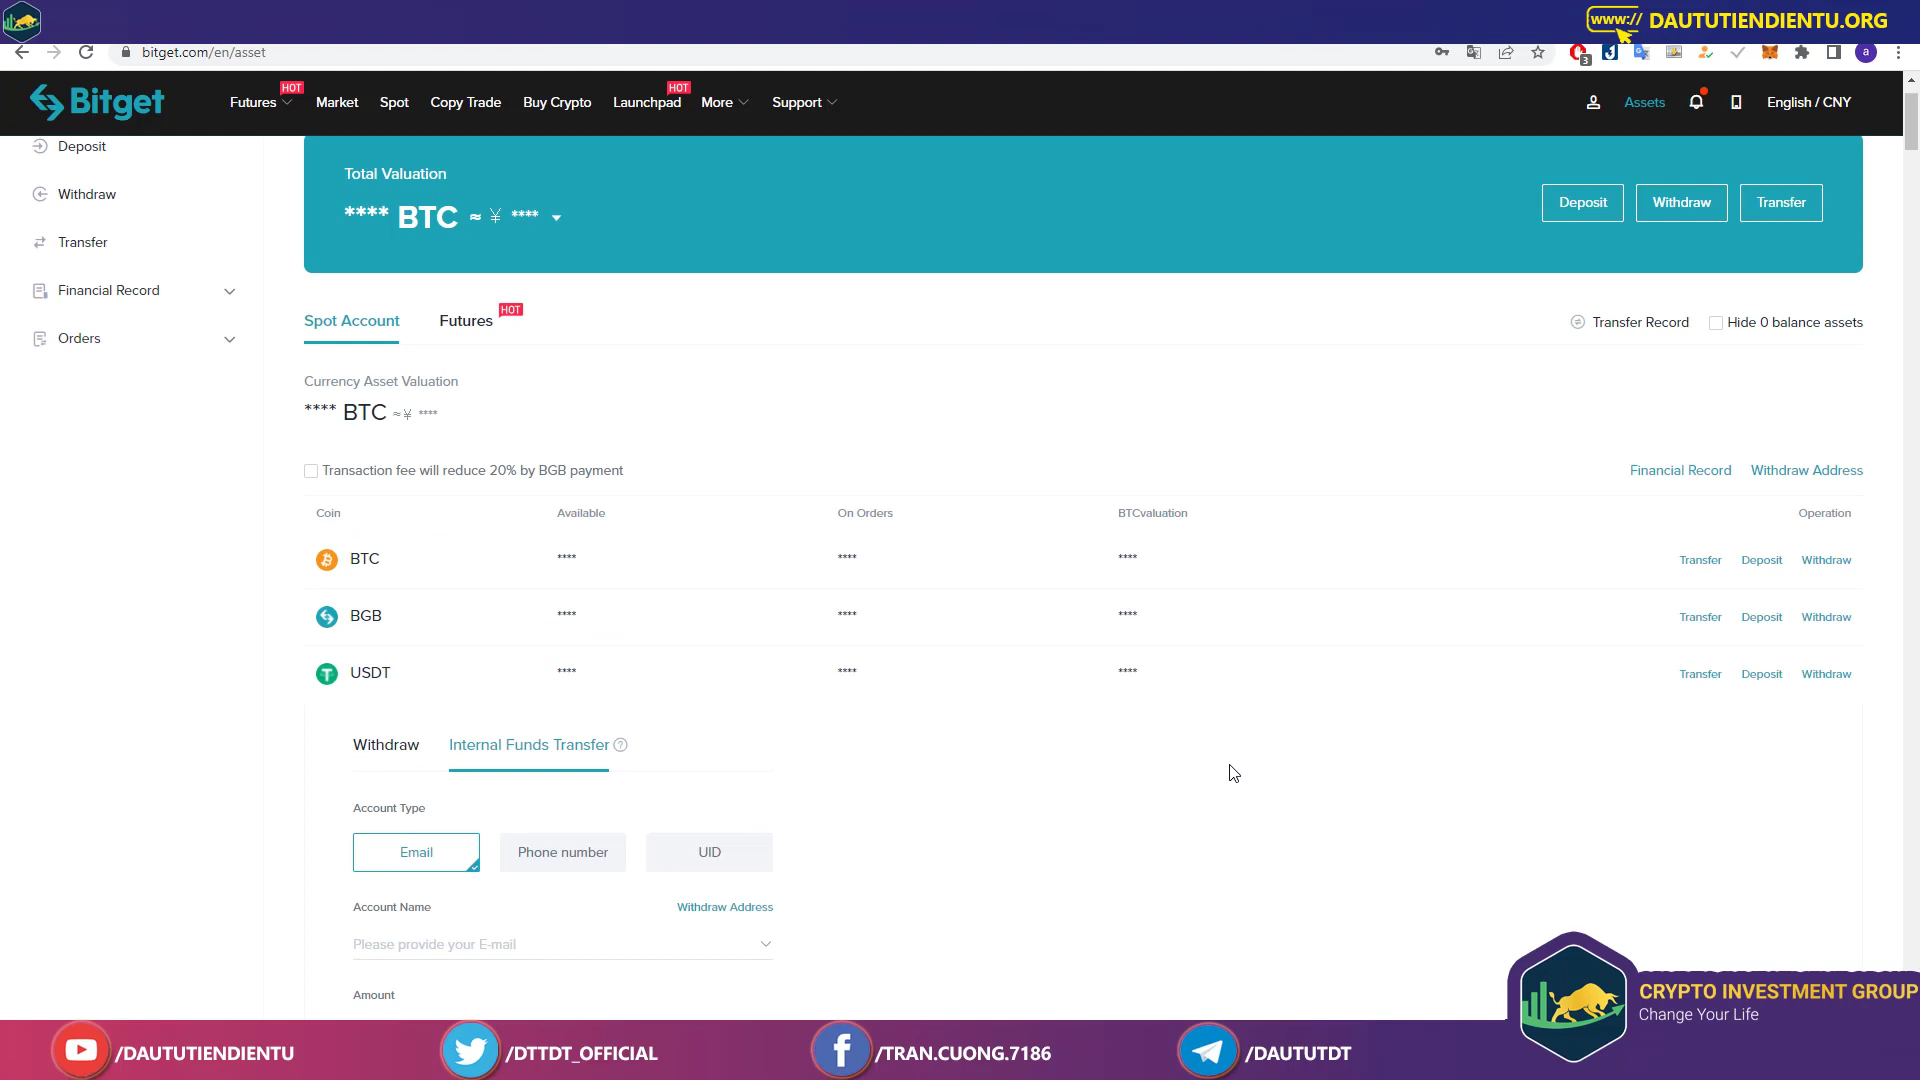 www:// DAUTUTIENDIENTU.ORG
bitget.com/en/asset
3
a
Bitget
Futures HOT
Market
Spot
Copy Trade
Buy Crypto
Launchpad HOT
More
Support
Assets
English / CNY
Deposit
Withdraw
Transfer
Financial Record
Orders
Total Valuation
**** BTC ≈ ¥ ****
Deposit
Withdraw
Transfer
Spot Account
Futures HOT
Transfer Record
Hide 0 balance assets
Currency Asset Valuation
**** BTC ≈ ¥ ****
Transaction fee will reduce 20% by BGB payment
Financial Record
Withdraw Address
Coin Available On Orders BTCvaluation Operation
BTC **** **** **** Transfer Deposit Withdraw
BGB **** **** **** Transfer Deposit Withdraw
USDT **** **** **** Transfer Deposit Withdraw
Withdraw
Internal Funds Transfer ?
Account Type
Email
Phone number
UID
Account Name
Withdraw Address
Please provide your E-mail
Amount
CRYPTO INVESTMENT GROUP
Change Your Life
/DAUTUTIENDIENTU
/DTTDT_OFFICIAL
/TRAN.CUONG.7186
/DAUTUTDT